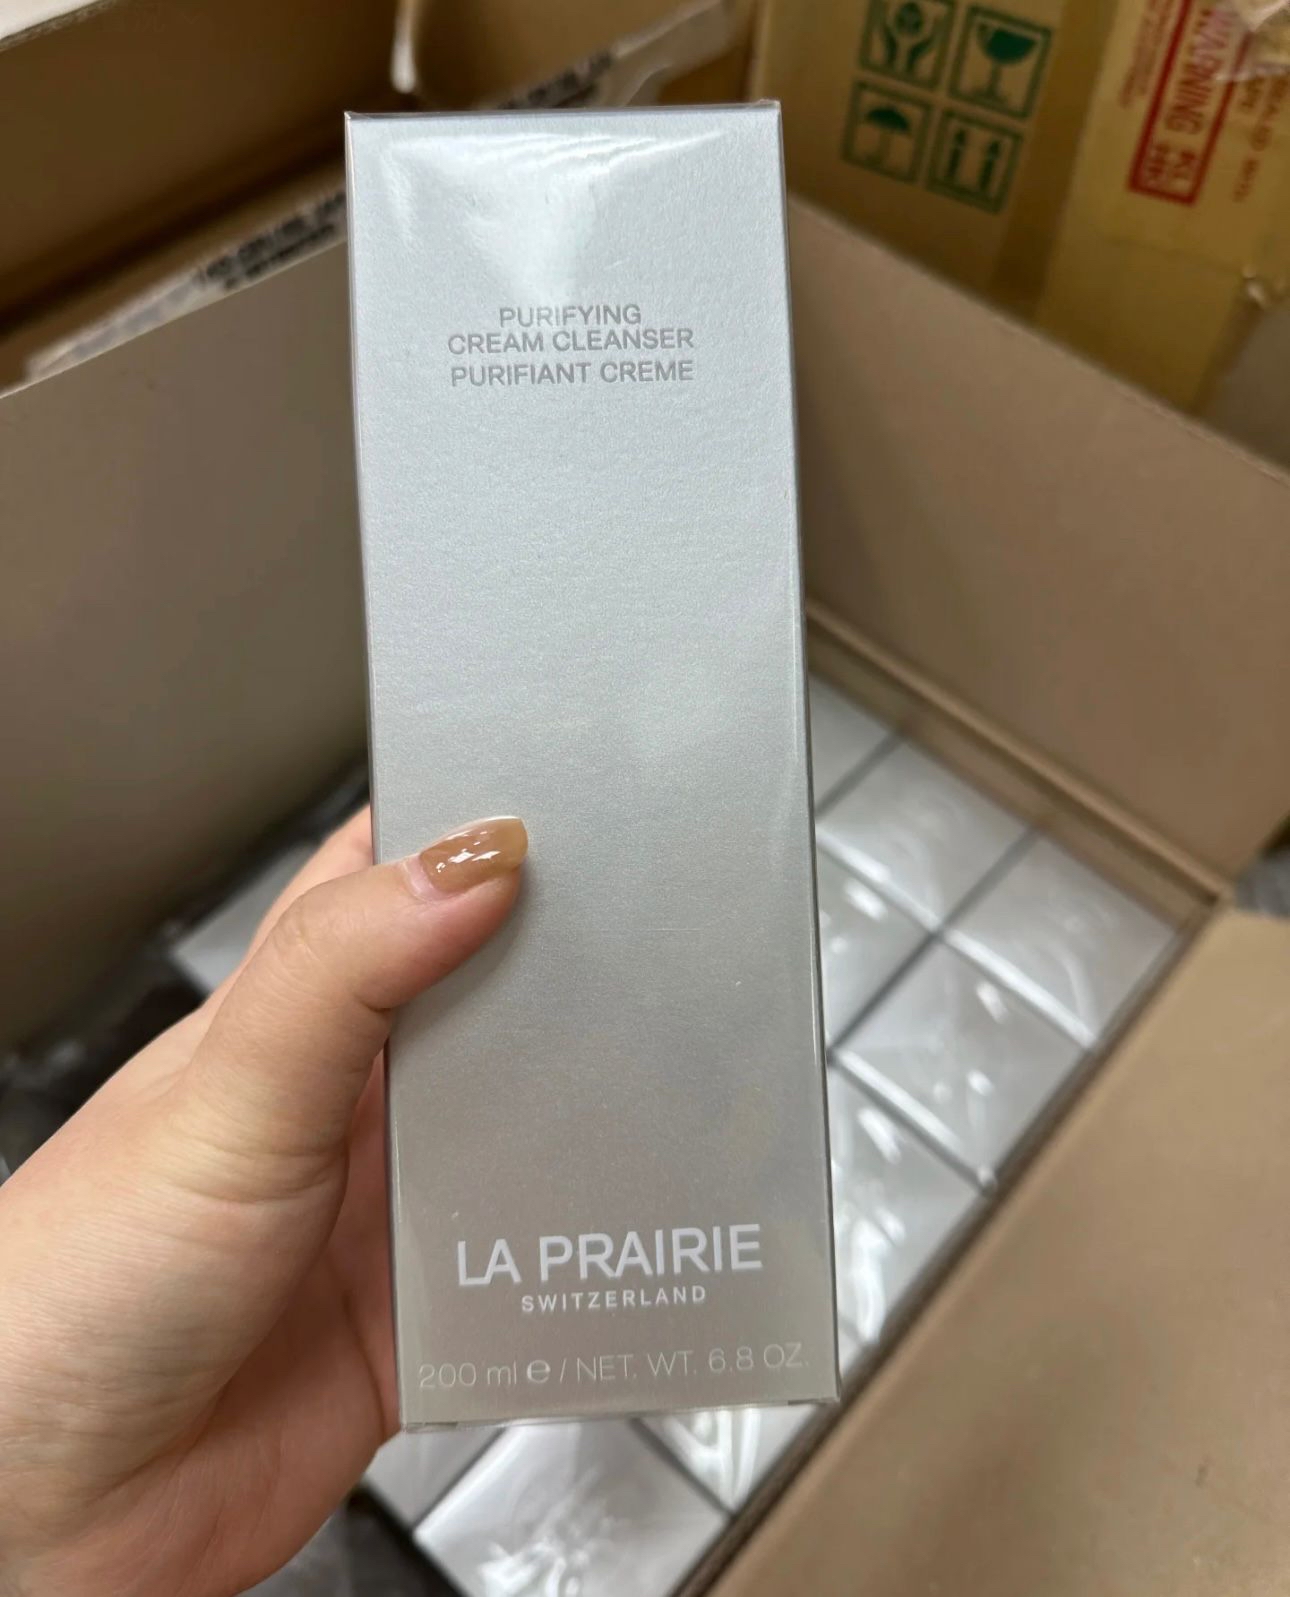 PURIFYING
CREAM CLEANSER
PURIFIANT CREME
LA PRAIRIE
SWITZERLAND
200 ml e / NET. WT. 6.8 OZ.
WARNING